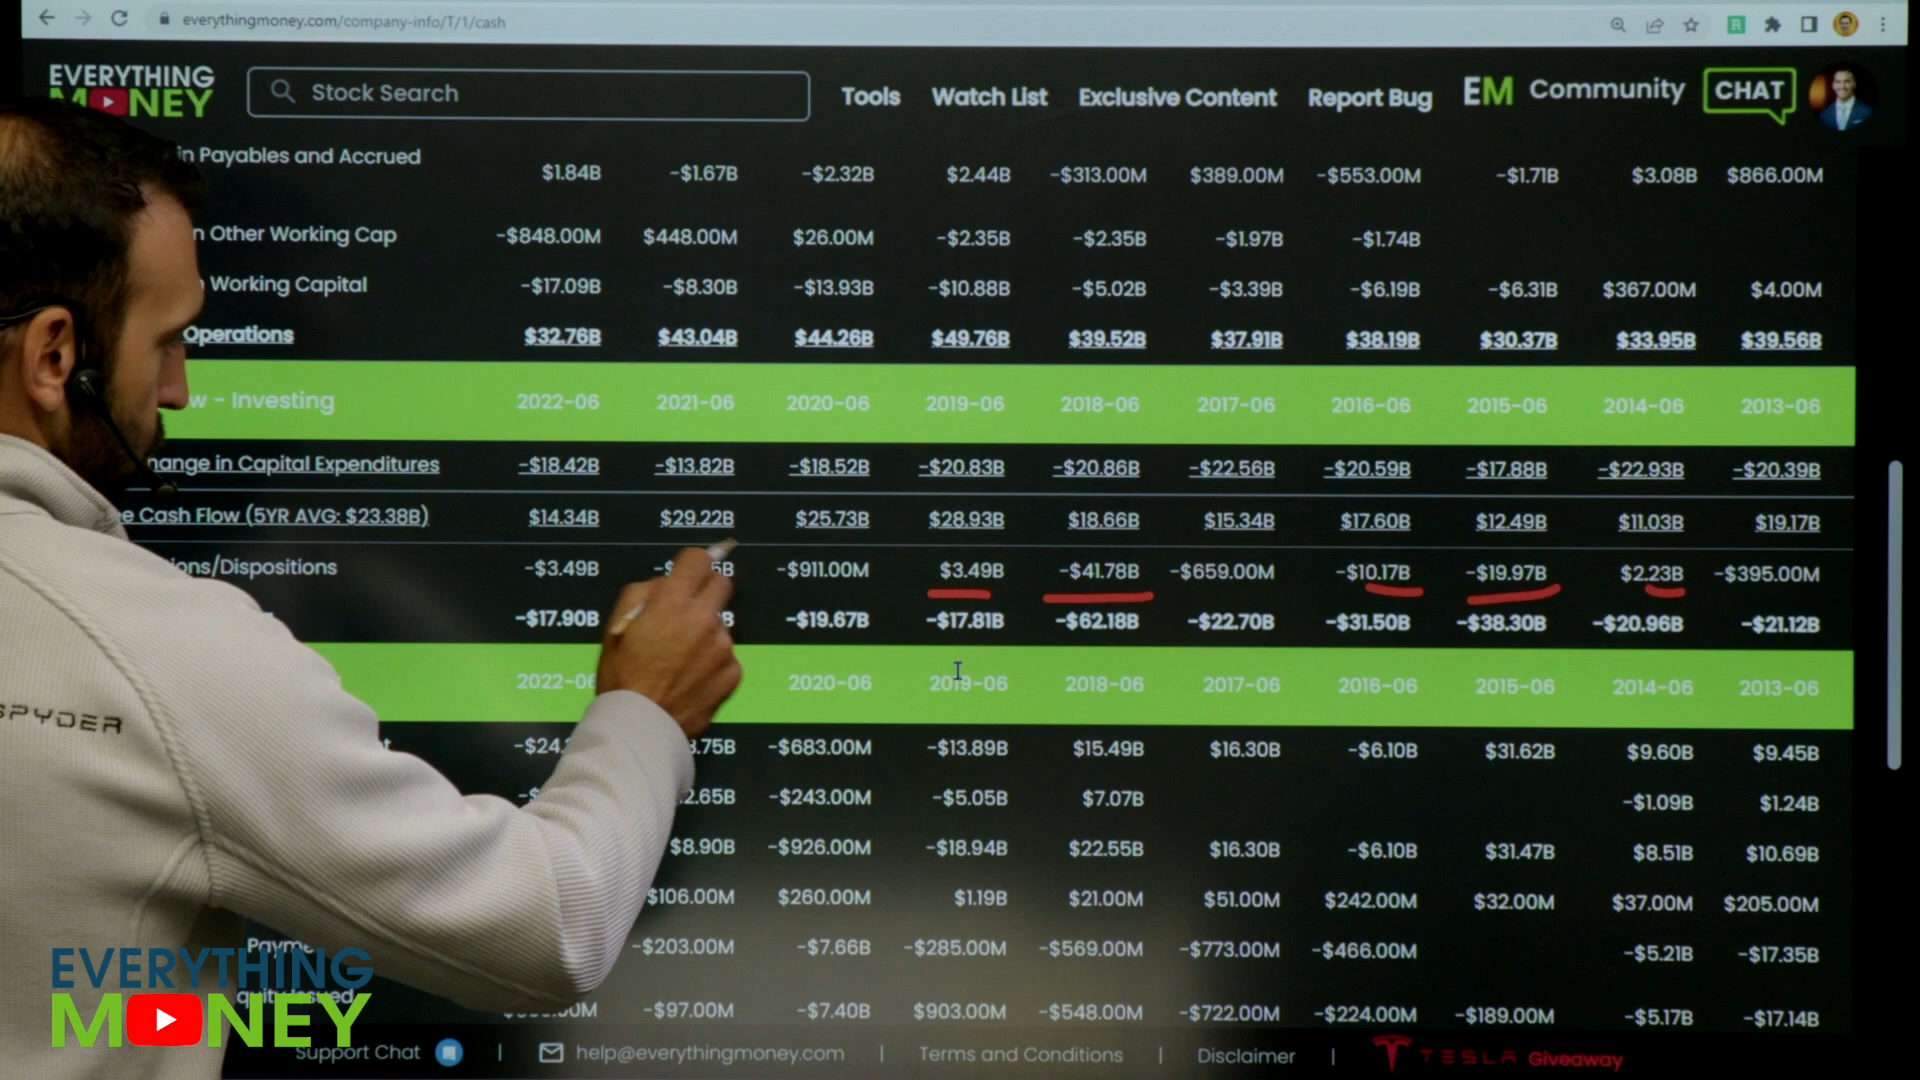 everythingmoney.com/company-info/T/1/cash
EVERYTHING
MONEY
Stock Search
Tools
Watch List
Exclusive Content
Report Bug
EM Community
CHAT
in Payables and Accrued
$1.84B -$1.67B -$2.32B $2.44B -$313.00M $389.00M -$553.00M -$1.71B $3.08B $866.00M
n Other Working Cap -$848.00M $448.00M $26.00M -$2.35B -$2.35B -$1.97B -$1.74B
Working Capital -$17.09B -$8.30B -$13.93B -$10.88B -$5.02B -$3.39B -$6.19B -$6.31B $367.00M $4.00M
Operations $32.76B $43.04B $44.26B $49.76B $39.52B $37.91B $38.19B $30.37B $33.95B $39.56B
w - Investing 2022-06 2021-06 2020-06 2019-06 2018-06 2017-06 2016-06 2015-06 2014-06 2013-06
hange in Capital Expenditures -$18.42B -$13.82B -$18.52B -$20.83B -$20.86B -$22.56B -$20.59B -$17.88B -$22.93B -$20.39B
e Cash Flow (5YR AVG: $23.38B) $14.34B $29.22B $25.73B $28.93B $18.66B $15.34B $17.60B $12.49B $11.03B $19.17B
ions/Dispositions -$3.49B -$ 5B -$911.00M $3.49B -$41.78B -$659.00M -$10.17B -$19.97B $2.23B -$395.00M
-$17.90B B -$19.67B -$17.81B -$62.18B -$22.70B -$31.50B -$38.30B -$20.96B -$21.12B
2022-06 2020-06 2019-06 2018-06 2017-06 2016-06 2015-06 2014-06 2013-06
-$24. .75B -$683.00M -$13.89B $15.49B $16.30B -$6.10B $31.62B $9.60B $9.45B
2.65B -$243.00M -$5.05B $7.07B -$1.09B $1.24B
$8.90B -$926.00M -$18.94B $22.55B $16.30B -$6.10B $31.47B $8.51B $10.69B
$106.00M $260.00M $1.19B $21.00M $51.00M $242.00M $32.00M $37.00M $205.00M
Payme -$203.00M -$7.66B -$285.00M -$569.00M -$773.00M -$466.00M -$5.21B -$17.35B
quity Issued M -$97.00M -$7.40B $903.00M -$548.00M -$722.00M -$224.00M -$189.00M -$5.17B -$17.14B
SPYDER
EVERYTHING
MONEY
Support Chat | help@everythingmoney.com | Terms and Conditions | Disclaimer | TESLA Giveaway